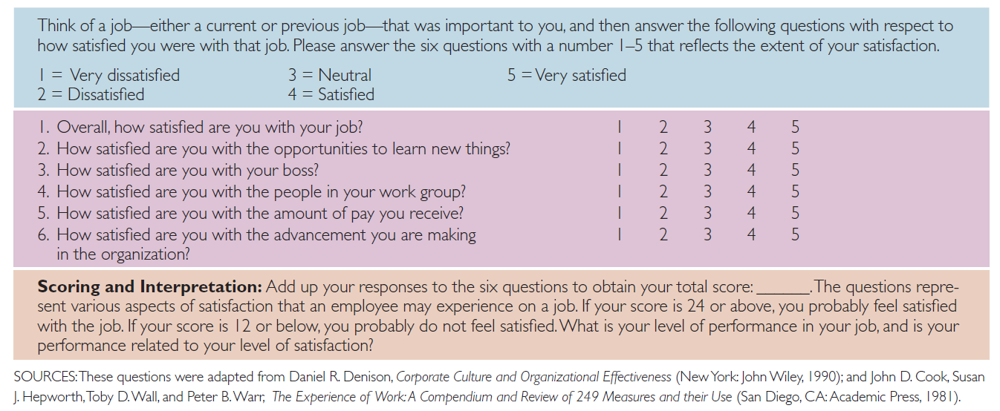 Think of a job—either a current or previous job—that was important to you, and then answer the following questions with respect to
how satisfied you were with that job. Please answer the six questions with a number 1–5 that reflects the extent of your satisfaction.
1 = Very dissatisfied 3 = Neutral 5 = Very satisfied
2 = Dissatisfied 4 = Satisfied
1. Overall, how satisfied are you with your job? 1 2 3 4 5
2. How satisfied are you with the opportunities to learn new things? 1 2 3 4 5
3. How satisfied are you with your boss? 1 2 3 4 5
4. How satisfied are you with the people in your work group? 1 2 3 4 5
5. How satisfied are you with the amount of pay you receive? 1 2 3 4 5
6. How satisfied are you with the advancement you are making 1 2 3 4 5
in the organization?
Scoring and Interpretation: Add up your responses to the six questions to obtain your total score: ______. The questions repre-
sent various aspects of satisfaction that an employee may experience on a job. If your score is 24 or above, you probably feel satisfied
with the job. If your score is 12 or below, you probably do not feel satisfied. What is your level of performance in your job, and is your
performance related to your level of satisfaction?
SOURCES: These questions were adapted from Daniel R. Denison, Corporate Culture and Organizational Effectiveness (New York: John Wiley, 1990); and John D. Cook, Susan
J. Hepworth, Toby D. Wall, and Peter B. Warr, The Experience of Work: A Compendium and Review of 249 Measures and their Use (San Diego, CA: Academic Press, 1981).